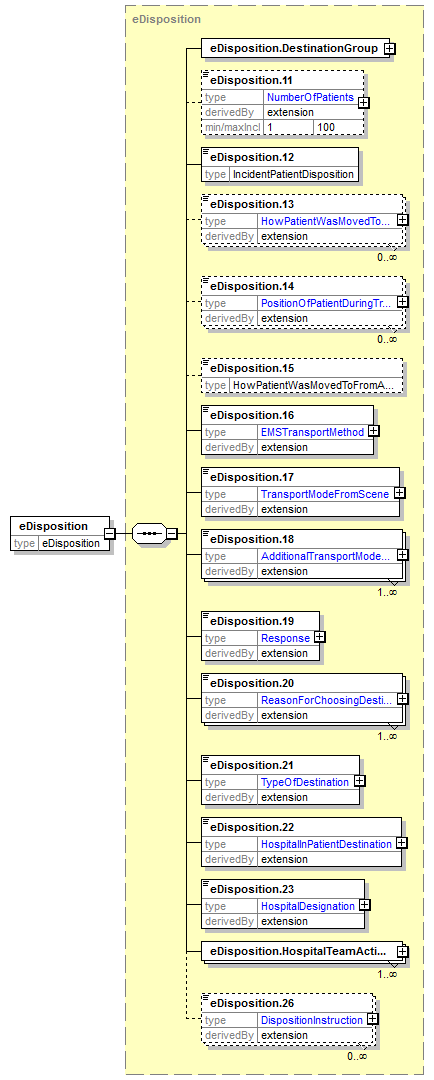 eDisposition
eDisposition.DestinationGroup
eDisposition.11
type NumberOfPatients
derivedBy extension
min/maxIncl 1 100
eDisposition.12
type IncidentPatientDisposition
eDisposition.13
type HowPatientWasMovedTo...
derivedBy extension
0..∞
eDisposition.14
type PositionOfPatientDuringTr...
derivedBy extension
0..∞
eDisposition.15
type HowPatientWasMovedToFromA...
eDisposition.16
type EMSTransportMethod
derivedBy extension
eDisposition.17
type TransportModeFromScene
derivedBy extension
eDisposition
type eDisposition
eDisposition.18
type AdditionalTransportMode...
derivedBy extension
1..∞
eDisposition.19
type Response
derivedBy extension
eDisposition.20
type ReasonForChoosingDesti...
derivedBy extension
1..∞
eDisposition.21
type TypeOfDestination
derivedBy extension
eDisposition.22
type HospitalInPatientDestination
derivedBy extension
eDisposition.23
type HospitalDesignation
derivedBy extension
eDisposition.HospitalTeamActi...
1..∞
eDisposition.26
type DispositionInstruction
derivedBy extension
0..∞